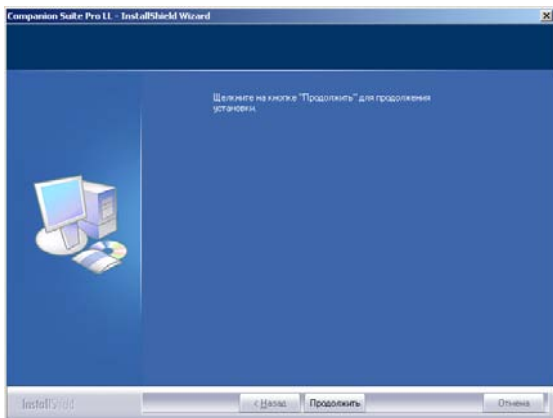 Companion Suite Pro LL - InstallShield Wizard
Щелкните на кнопке "Продолжить" для продолжения
установки.
InstallShield
< Назад
Продолжить
Отмена